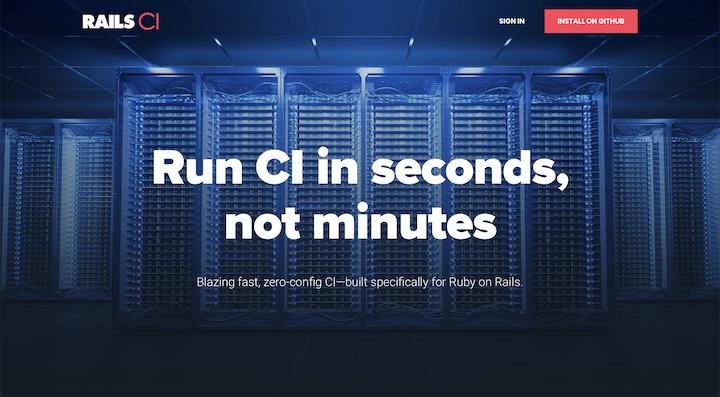 RAILS CI
SIGN IN
INSTALL ON GITHUB
Run CI in seconds,
not minutes
Blazing fast, zero-config CI—built specifically for Ruby on Rails.